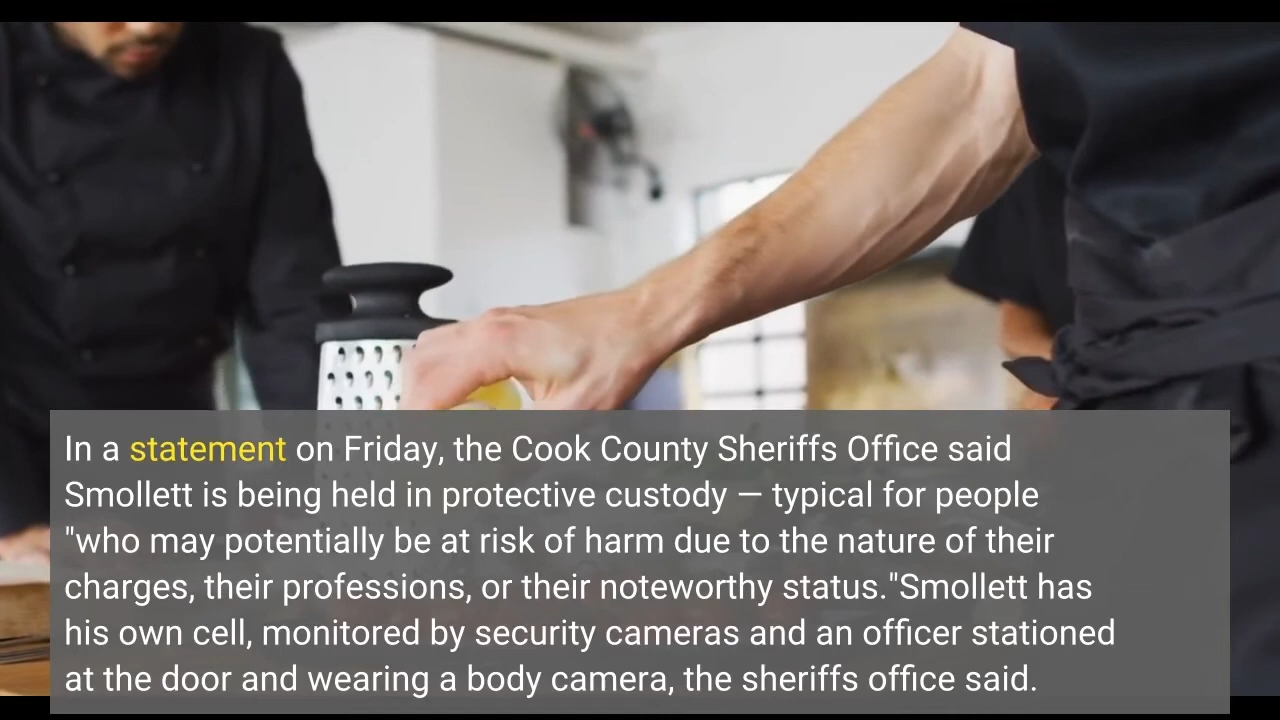 In a statement on Friday, the Cook County Sheriffs Office said
Smollett is being held in protective custody — typical for people
"who may potentially be at risk of harm due to the nature of their
charges, their professions, or their noteworthy status."Smollett has
his own cell, monitored by security cameras and an officer stationed
at the door and wearing a body camera, the sheriffs office said.